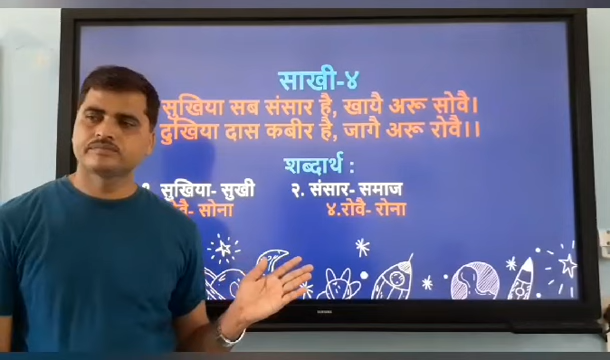 साखी-४
सुखिया सब संसार है, खायै अरू सोवै।
दुखिया दास कबीर है, जागै अरू रोवै।।
शब्दार्थ :
सुखिया- सुखी २. संसार- समाज
सोना ४.रोवै- रोना